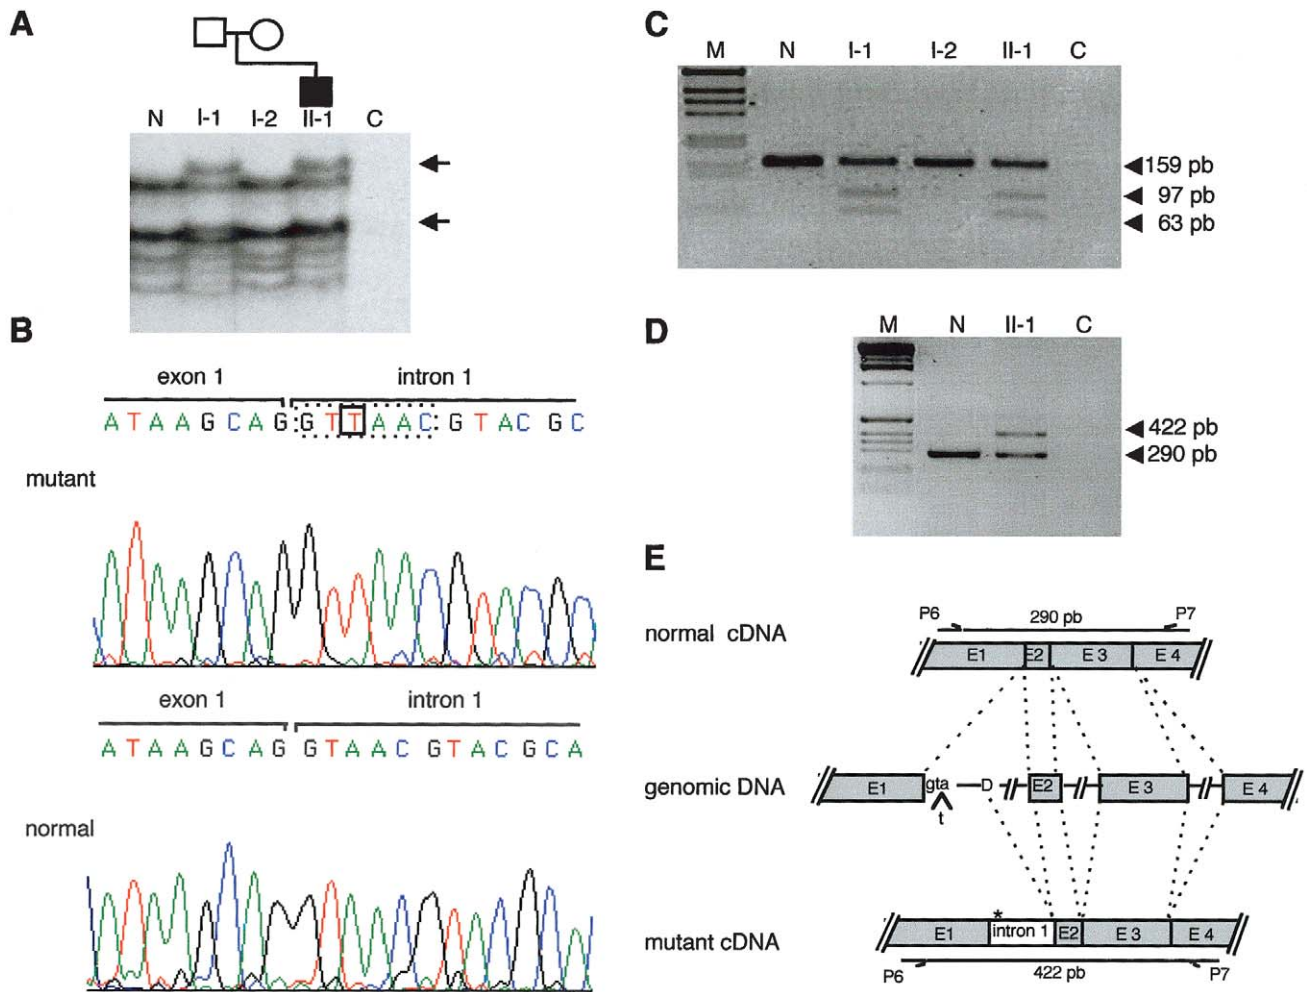 A
N I-1 I-2 II-1 C
B
exon 1 intron 1
A T A A G C A G G T T A A C G T A C G C
mutant
exon 1 intron 1
A T A A G C A G G T A A C G T A C G C A
normal
C
M N I-1 I-2 II-1 C
159 pb
97 pb
63 pb
D
M N II-1 C
422 pb
290 pb
E
P6 290 pb P7
normal cDNA
E1 E2 E 3 E 4
genomic DNA
E1 gta D E2 E 3 E 4
t
*
mutant cDNA
E1 intron 1 E2 E 3 E 4
P6 422 pb P7